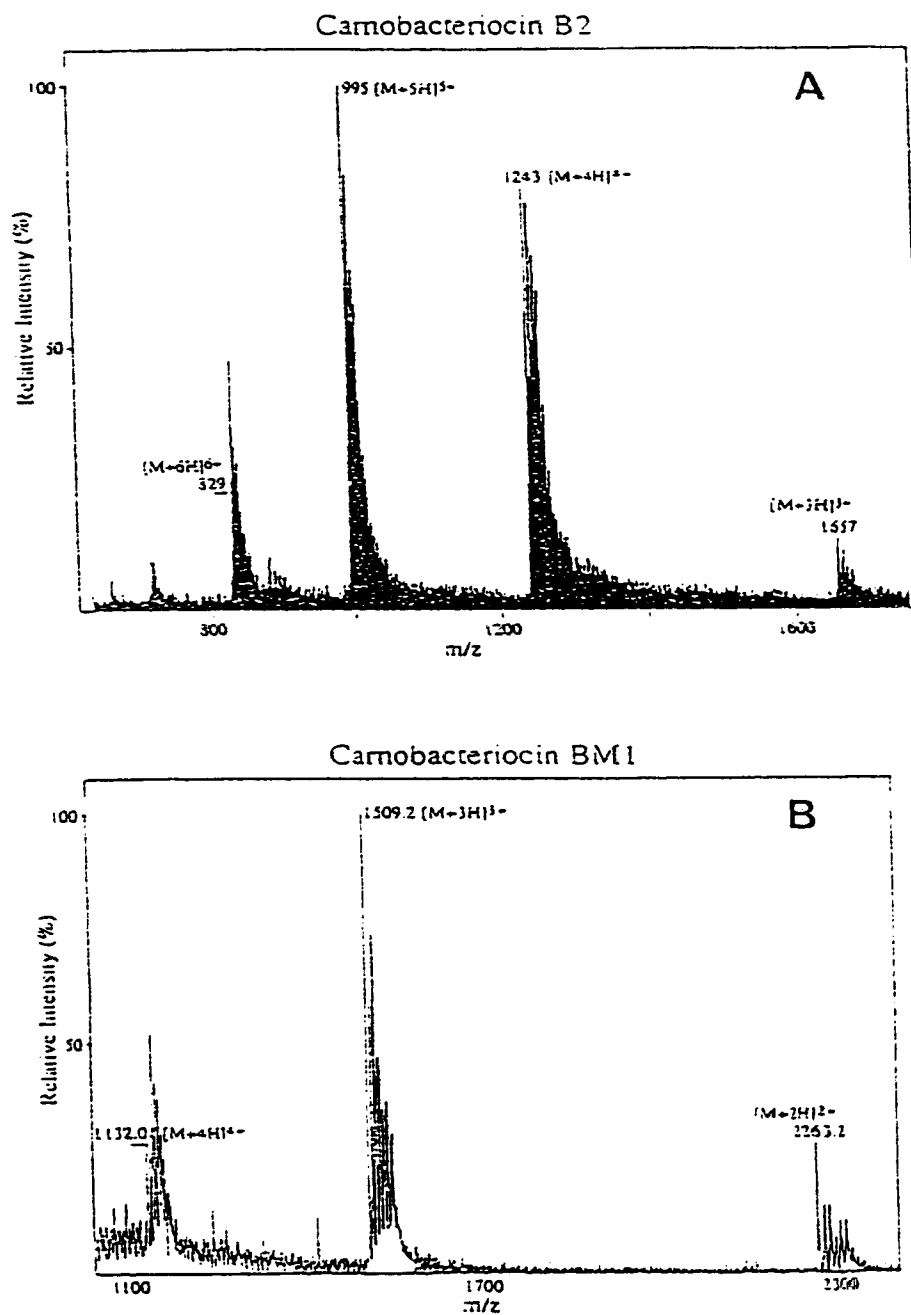 Carnobacteriocin B2
A
100
995 [M+5H]5+
1243 [M+4H]4+
Relative Intensity (%)
50
[M+6H]6+
829
[M+3H]3+
1657
800
1200
1600
m/z
Carnobacteriocin BM1
B
100
1509.2 [M+3H]3+
Relative Intensity (%)
50
1132.0 [M+4H]4+
[M+2H]2+
2263.2
1100
1700
2300
m/z